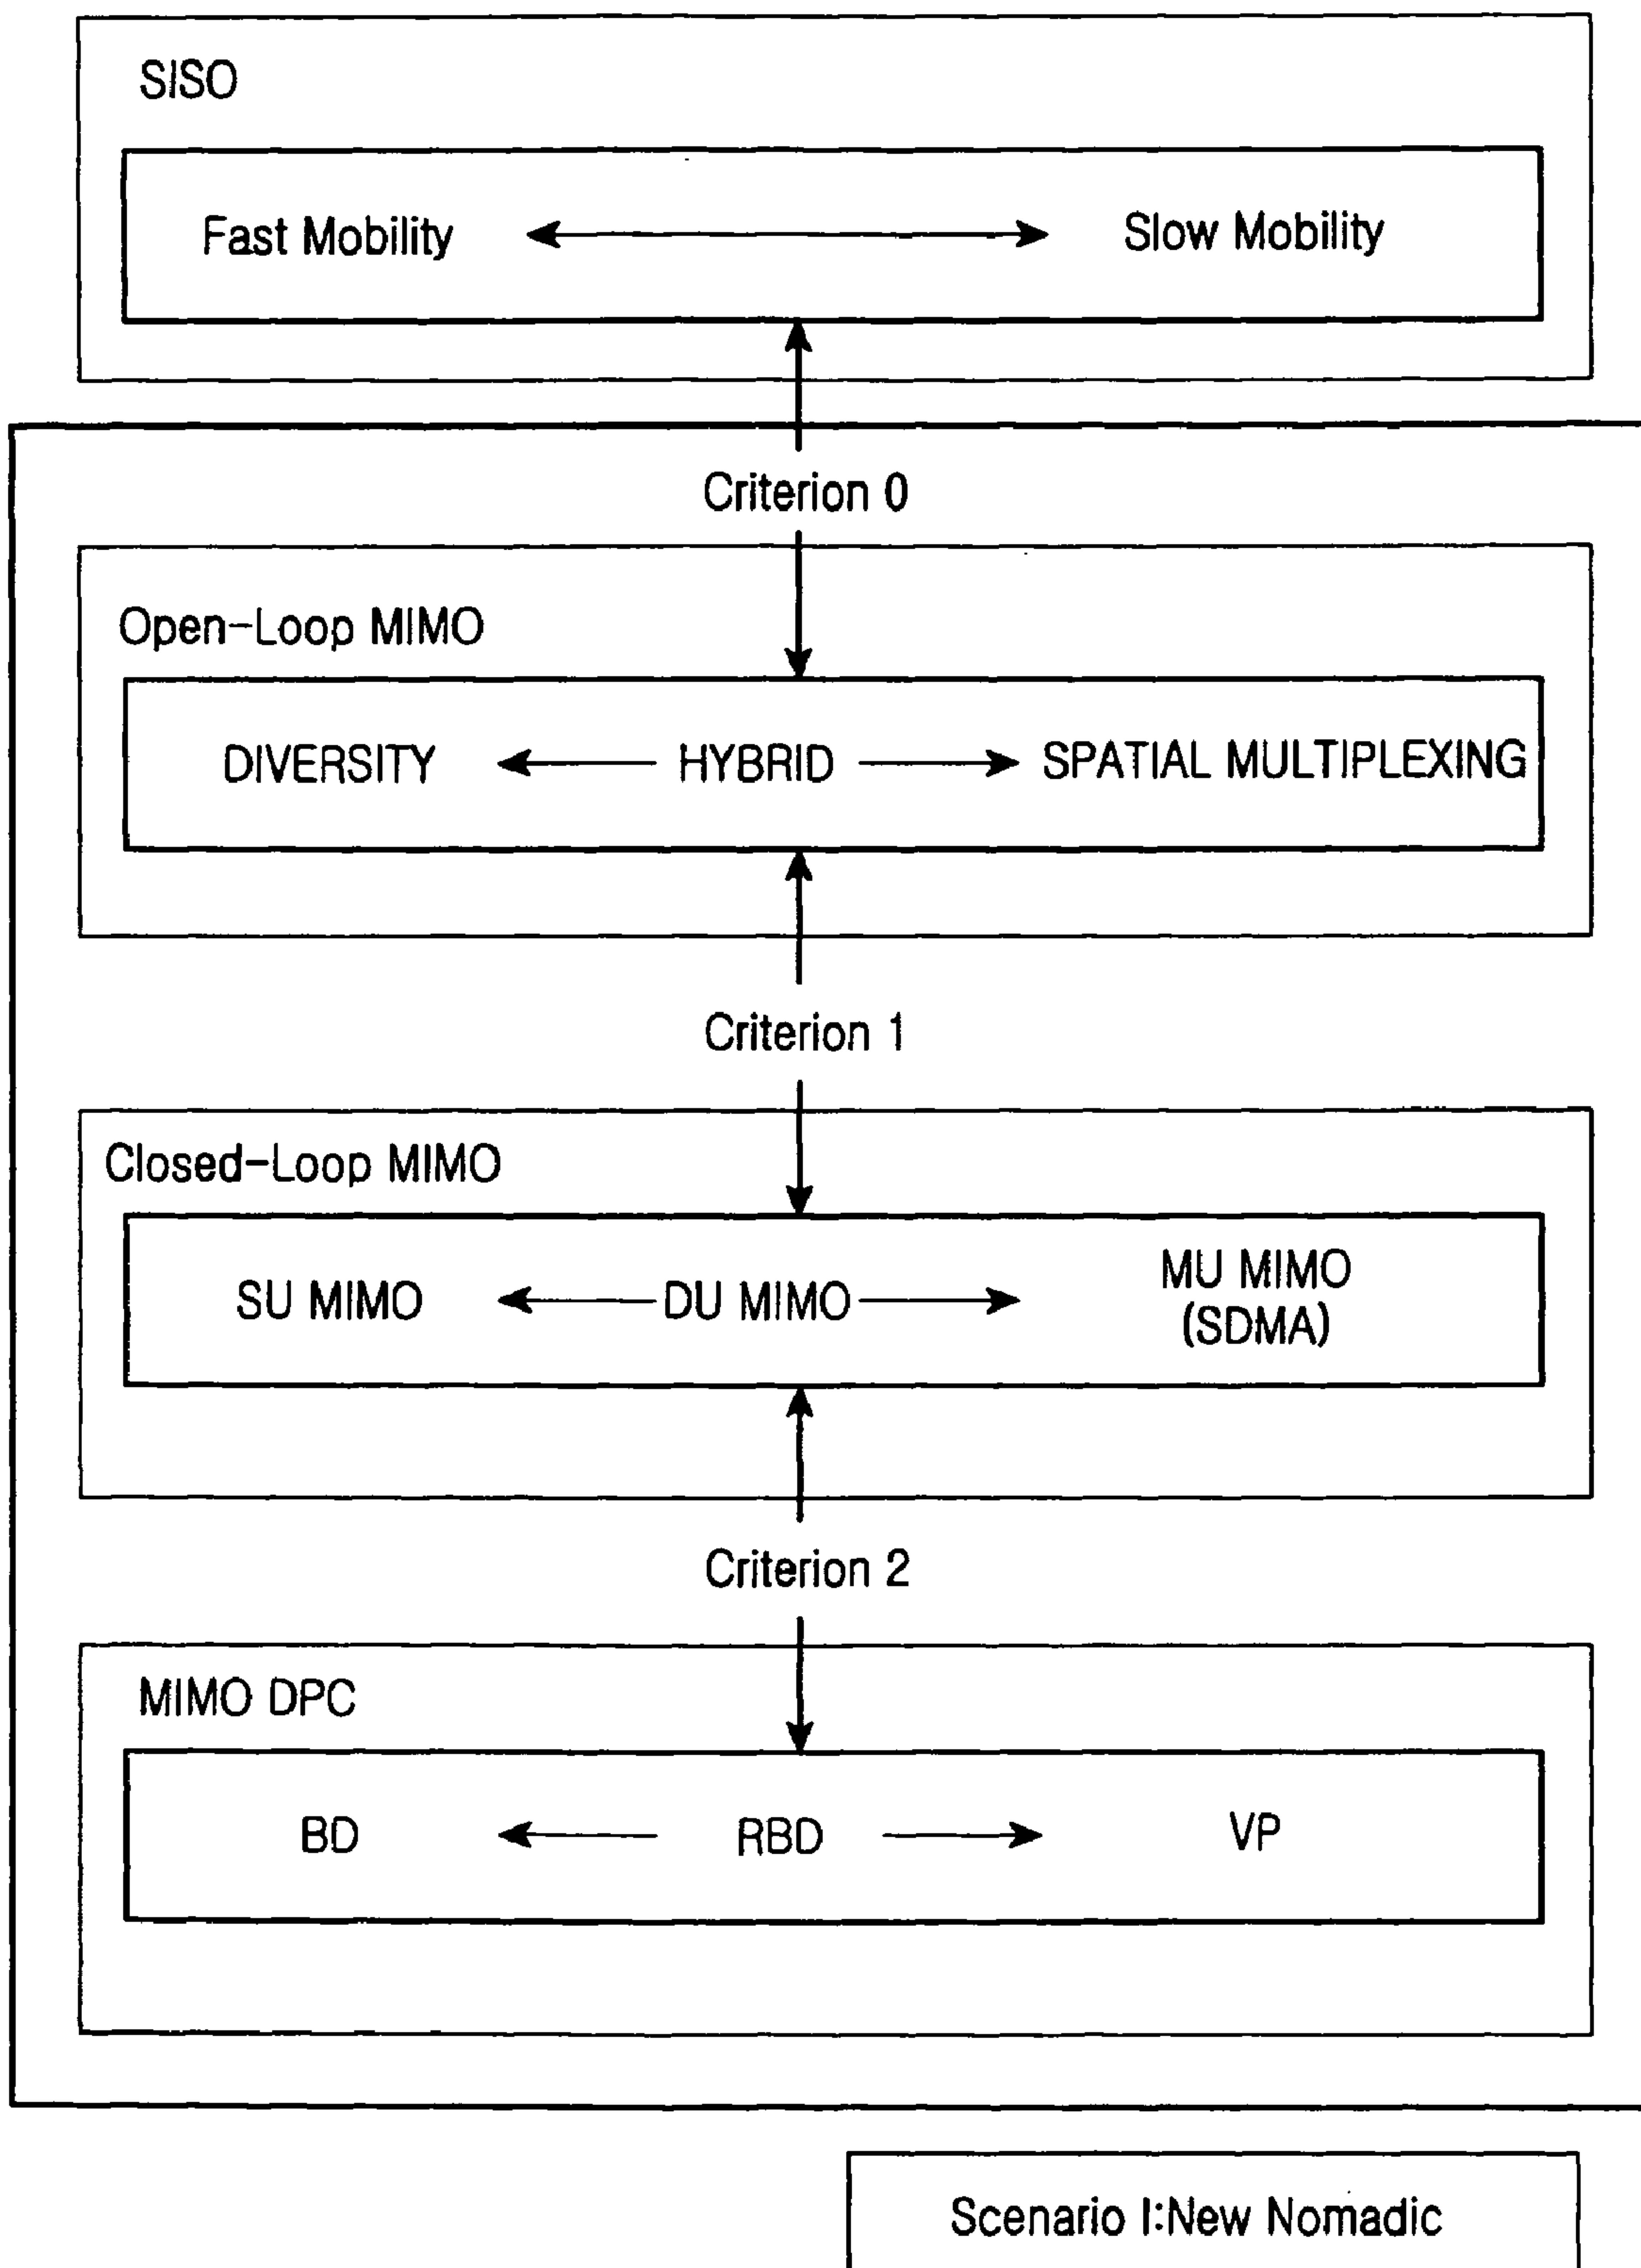 SISO
Fast Mobility Slow Mobility
Criterion 0
Open-Loop MIMO
DIVERSITY HYBRID SPATIAL MULTIPLEXING
Criterion 1
Closed-Loop MIMO
SU MIMO DU MIMO MU MIMO
(SDMA)
Criterion 2
MIMO DPC
BD RBD VP
Scenario I:New Nomadic